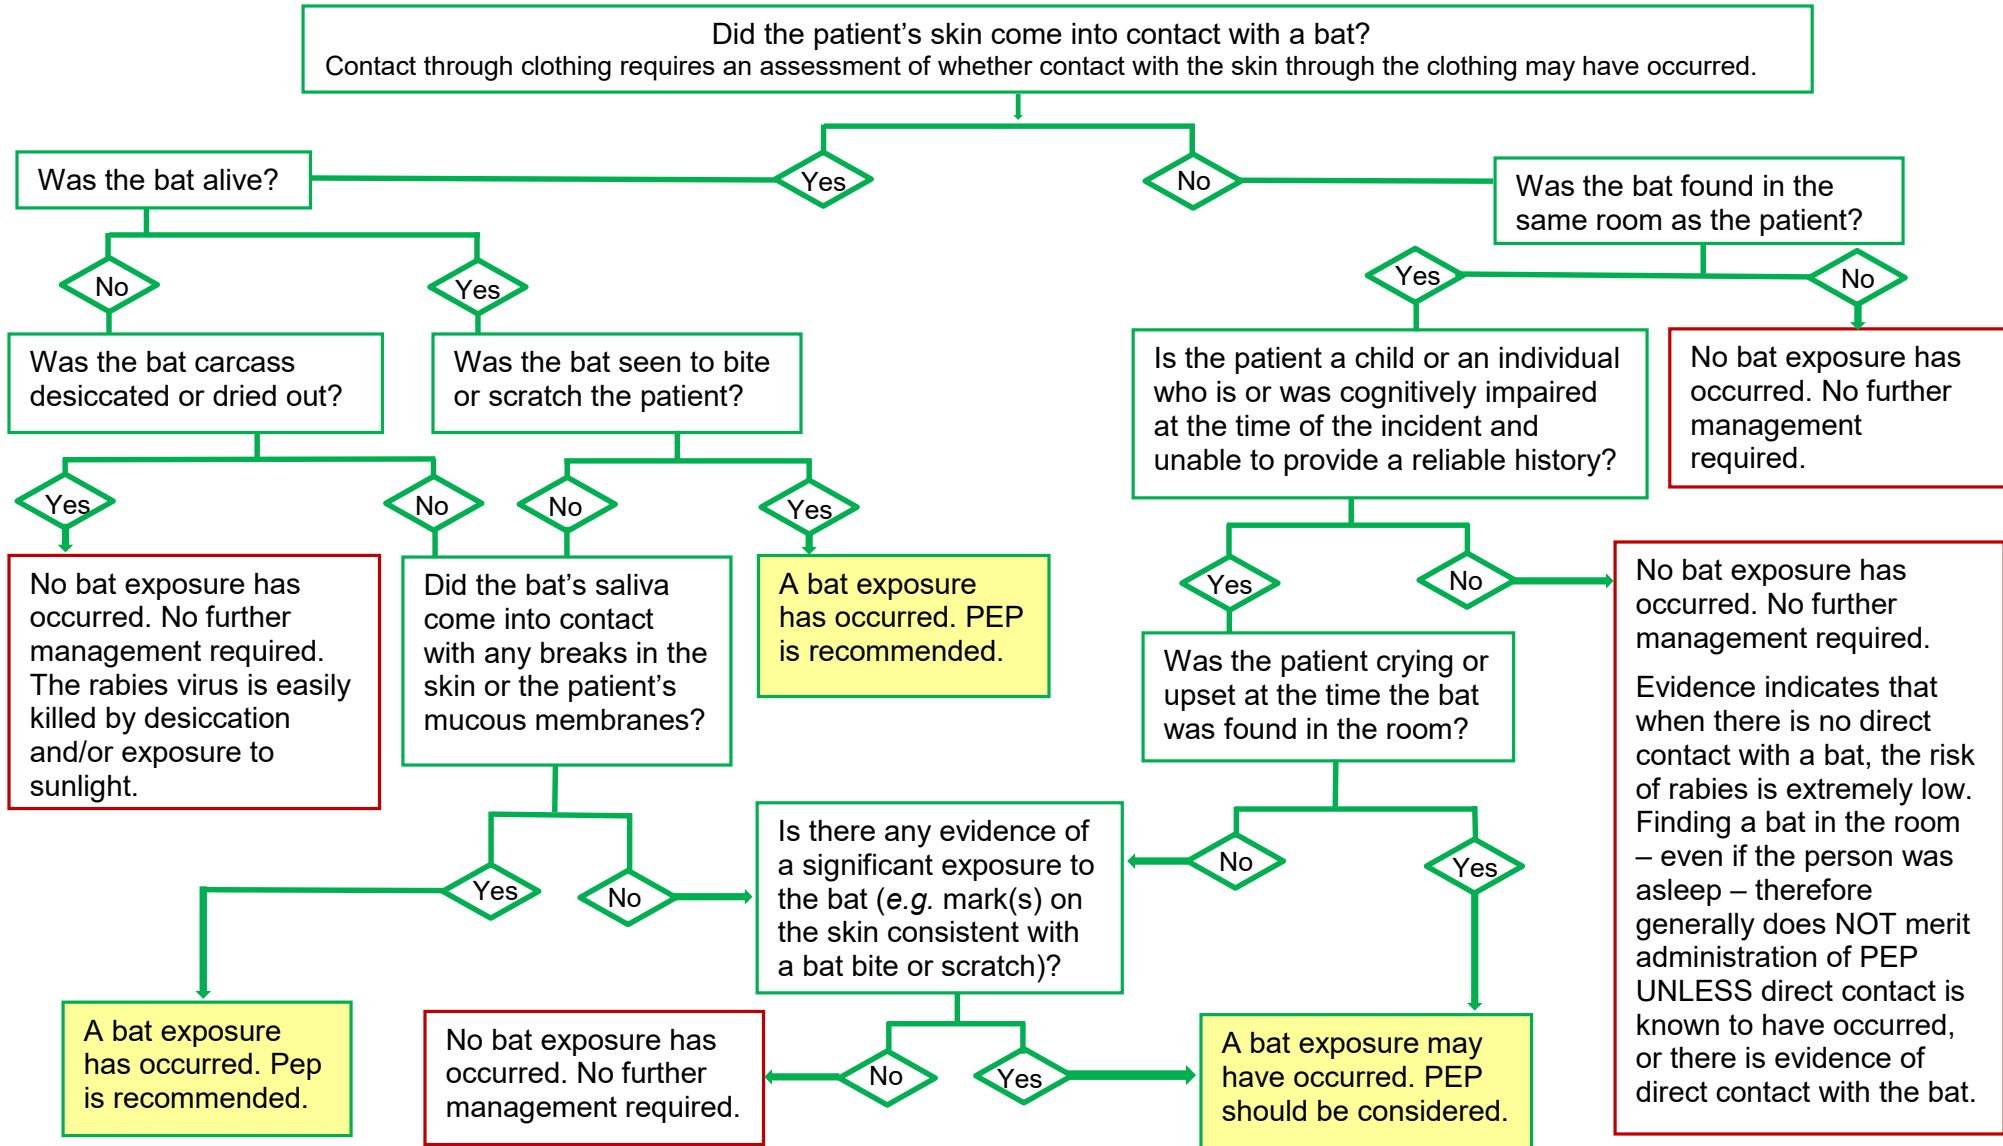 Did the patient’s skin come into contact with a bat?
Contact through clothing requires an assessment of whether contact with the skin through the clothing may have occurred.
Yes
No
Was the bat alive?
Was the bat found in the
same room as the patient?
No
Yes
Yes
No
Was the bat carcass
desiccated or dried out?
Was the bat seen to bite
or scratch the patient?
Is the patient a child or an individual
who is or was cognitively impaired
at the time of the incident and
unable to provide a reliable history?
No bat exposure has
occurred. No further
management
required.
Yes
No
No
Yes
Yes
No
No bat exposure has
occurred. No further
management required.
The rabies virus is easily
killed by desiccation
and/or exposure to
sunlight.
Did the bat’s saliva
come into contact
with any breaks in the
skin or the patient’s
mucous membranes?
A bat exposure
has occurred. PEP
is recommended.
Was the patient crying or
upset at the time the bat
was found in the room?
No bat exposure has
occurred. No further
management required.
Evidence indicates that
when there is no direct
contact with a bat, the risk
of rabies is extremely low.
Finding a bat in the room
– even if the person was
asleep – therefore
generally does NOT merit
administration of PEP
UNLESS direct contact is
known to have occurred,
or there is evidence of
direct contact with the bat.
Yes
No
Is there any evidence of
a significant exposure to
the bat (e.g. mark(s) on
the skin consistent with
a bat bite or scratch)?
No
Yes
A bat exposure
has occurred. Pep
is recommended.
No bat exposure has
occurred. No further
management required.
No
Yes
A bat exposure may
have occurred. PEP
should be considered.